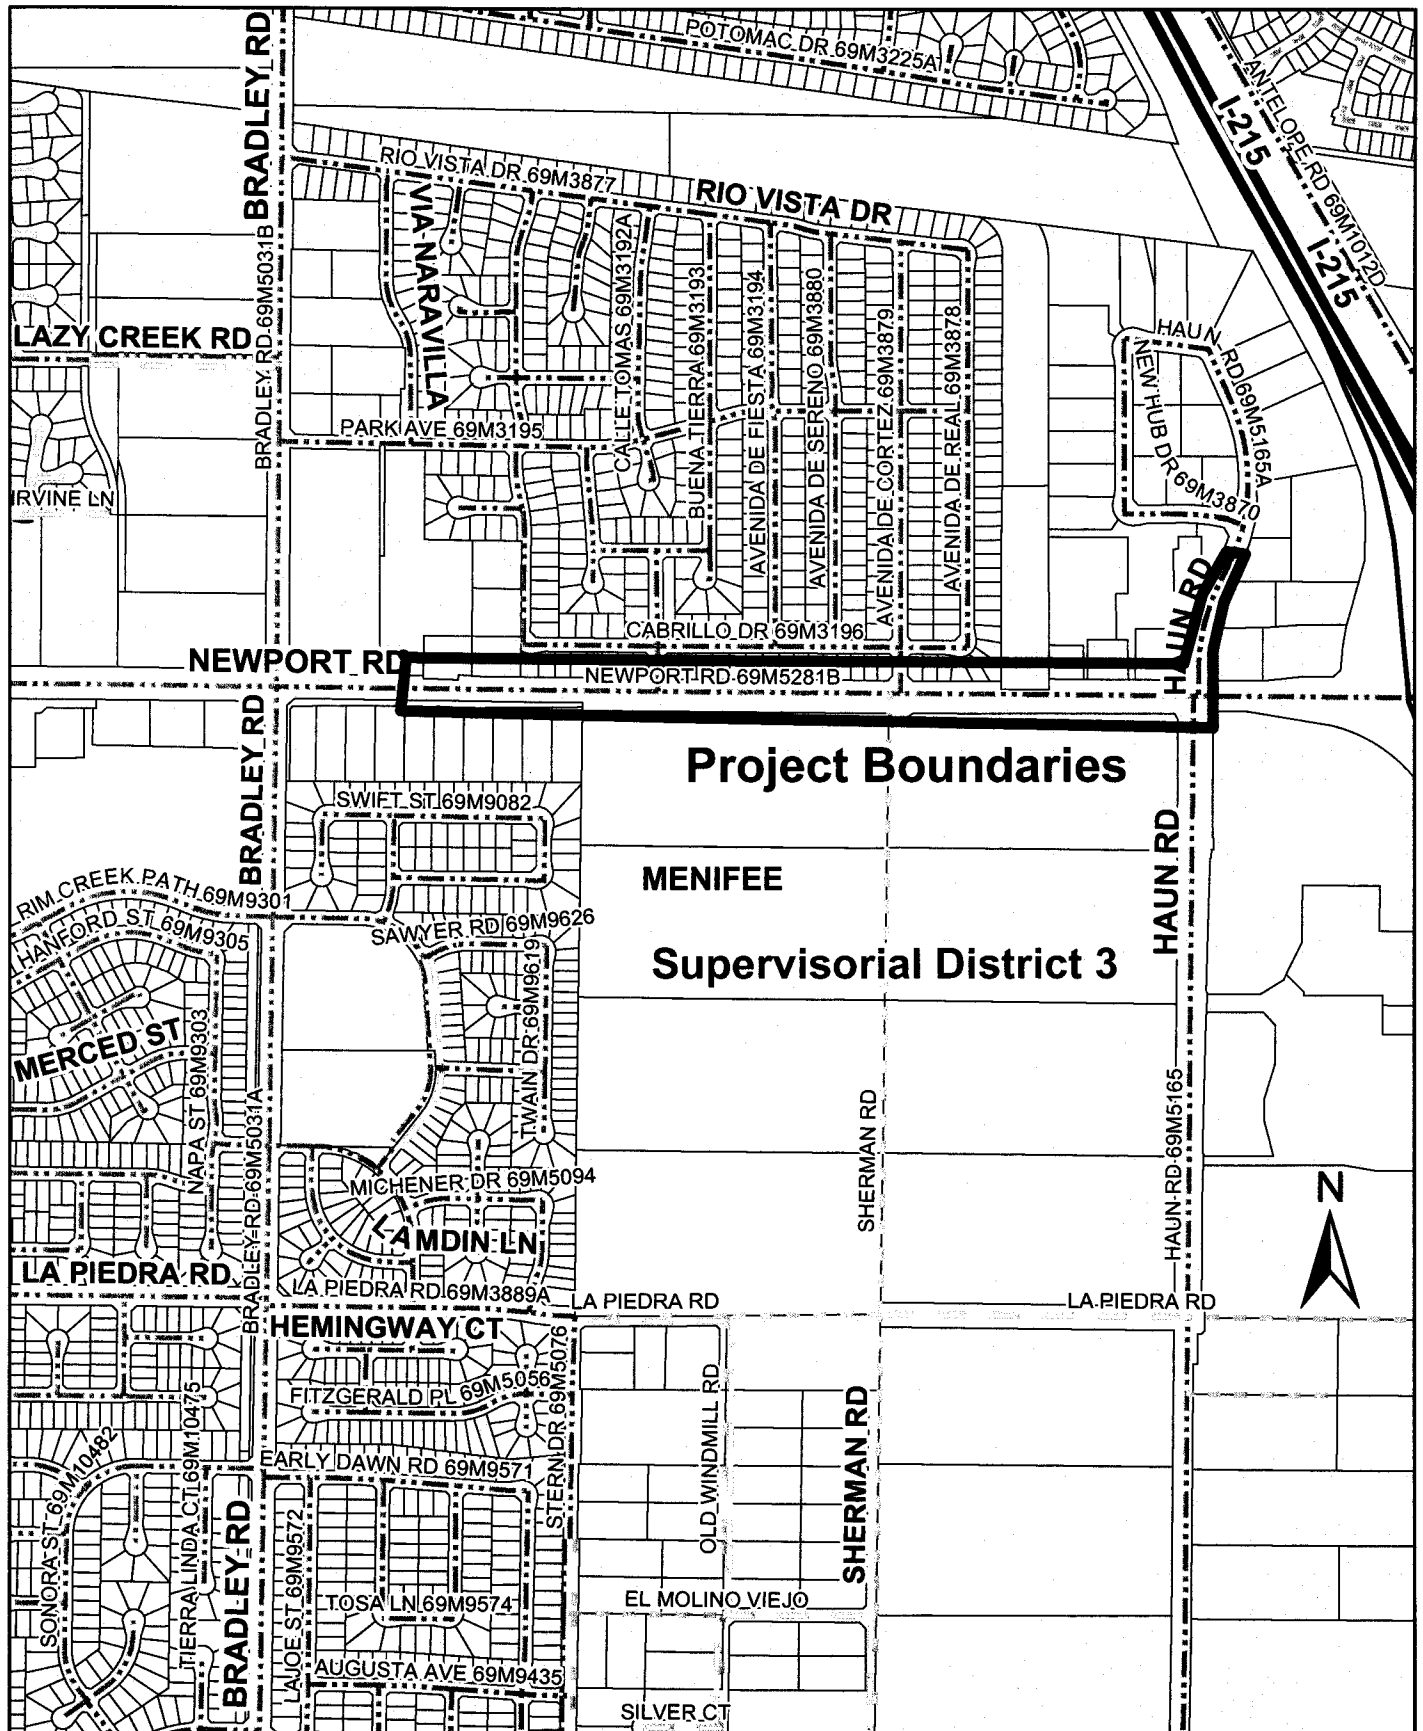 POTOMAC DR 69M3225A
BRADLEY RD
I-215
ANTELOPE RD 69M1012D
I-215
RIO VISTA DR 69M3877
RIO VISTA DR
VIA NARAVILLA
CALLE TOMAS 69M3192A
BUENA TIERRA 69M3193
AVENIDA DE FIESTA 69M3194
AVENIDA DE SERENO 69M3880
AVENIDA DE CORTEZ 69M3879
AVENIDA DE REAL 69M3878
BRADLEY RD 69M5031B
LAZY CREEK RD
HAUN RD 69M5165A
NEW HUB DR 69M3870
PARK AVE 69M3195
IRVINE LN
HAUN RD
CABRILLO DR 69M3196
NEWPORT RD
NEWPORT RD 69M5281B
BRADLEY RD
Project Boundaries
SWIFT ST 69M9082
MENIFEE
HAUN RD
RIM CREEK PATH 69M9301
HANFORD ST 69M9305
SAWYER RD 69M9626
Supervisorial District 3
TWAIN DR 69M9619
MERCED ST
NAPA ST 69M9303
BRADLEY RD 69M5031A
SHERMAN RD
HAUN RD 69M5165
MICHENER DR 69M5094
N
LAMDIN LN
LA PIEDRA RD
LA PIEDRA RD 69M3889A
LA PIEDRA RD
LA PIEDRA RD
HEMINGWAY CT
FITZGERALD PL 69M5056
STERN DR 69M5076
OLD WINDMILL RD
SHERMAN RD
TIERRA LINDA CT 69M10475
SONORA ST 69M10482
EARLY DAWN RD 69M9571
BRADLEY RD
LAJOE ST 69M9572
TOSA LN 69M9574
EL MOLINO VIEJO
AUGUSTA AVE 69M9435
SILVER CT